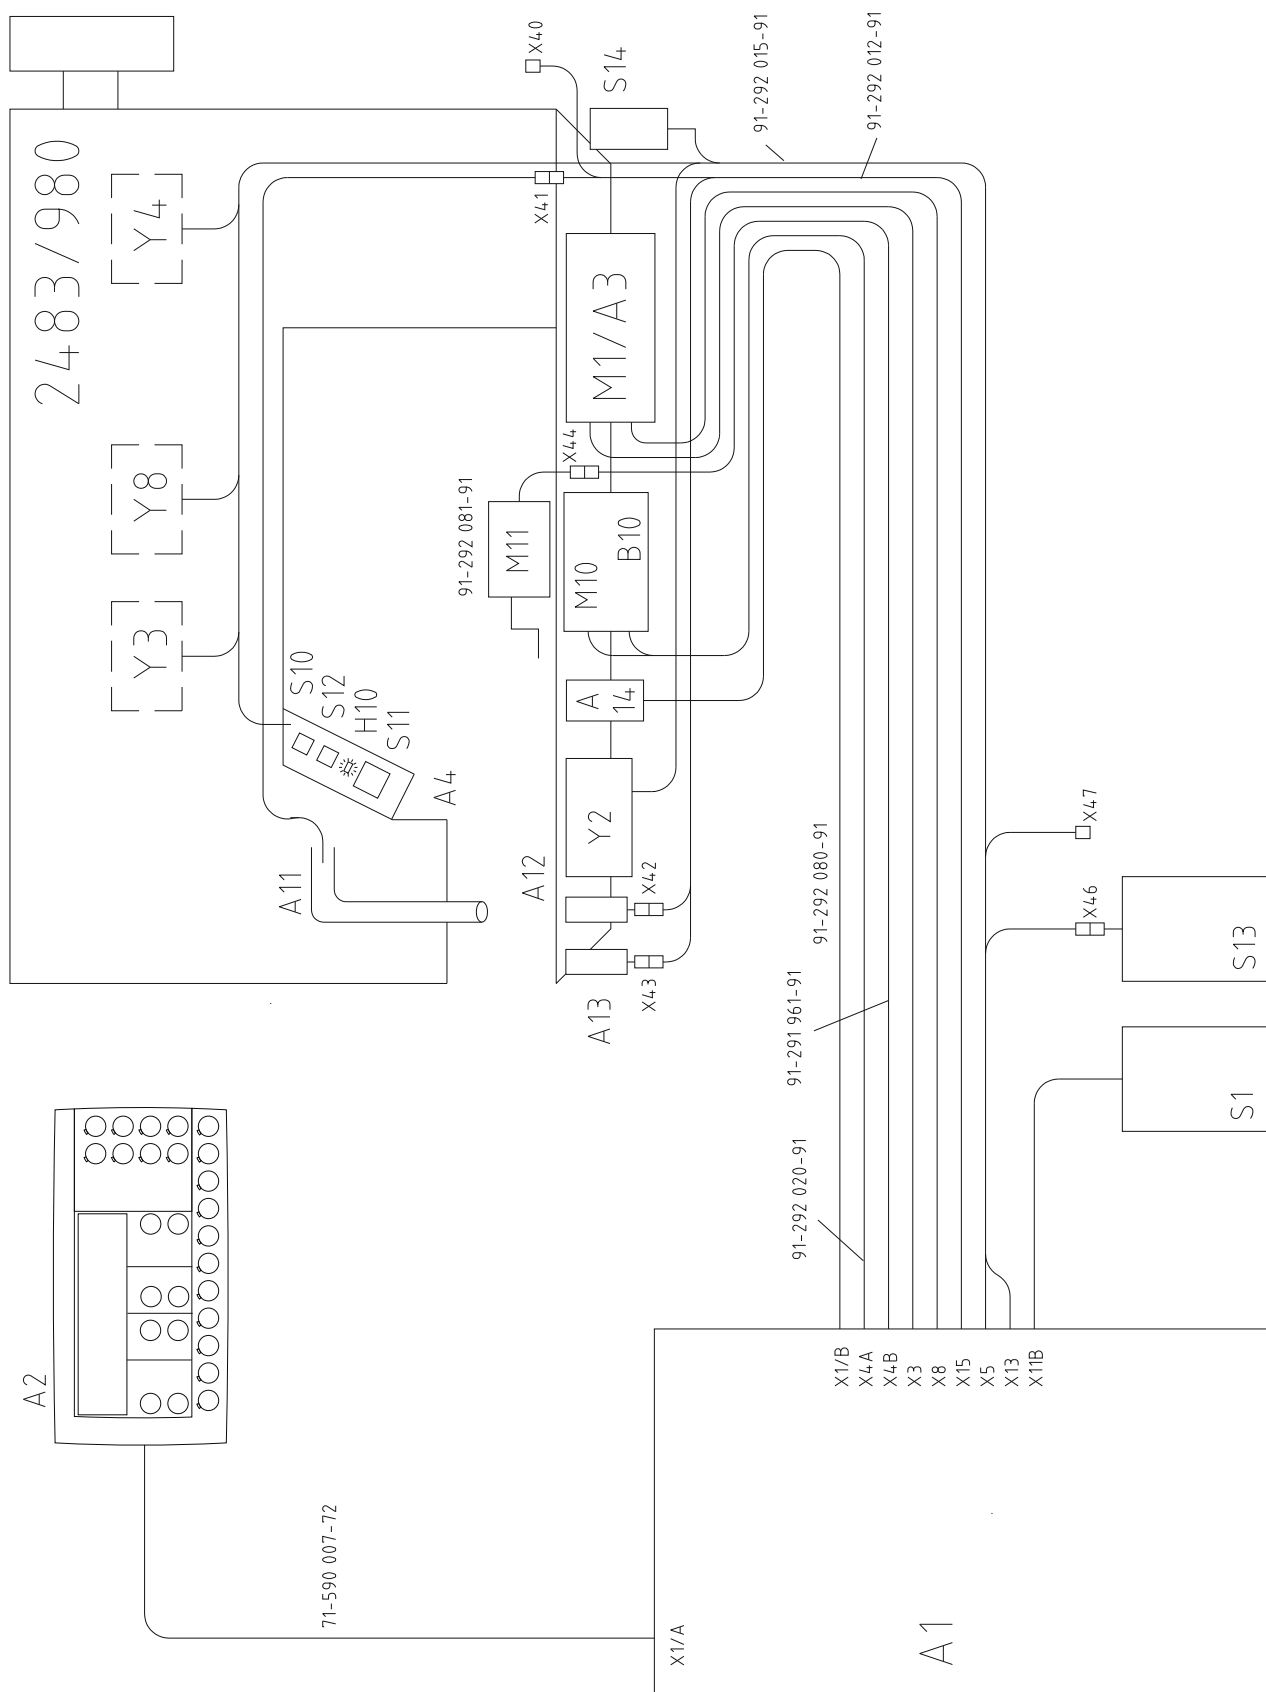 2483/980
Y4
Y8
Y3
S10
S12
H10
S11
A4
A11
X40
S14
X41
91-292 015-91
91-292 012-91
M1/A3
X44
91-292 081-91
M11
M10
B10
A
14
Y2
A12
X42
X43
A13
91-292 080-91
91-291 961-91
91-292 020-91
X47
X46
S13
S1
A2
71-590 007-72
X1/A
X1/B
X4A
X4B
X3
X8
X15
X5
X13
X11B
A1